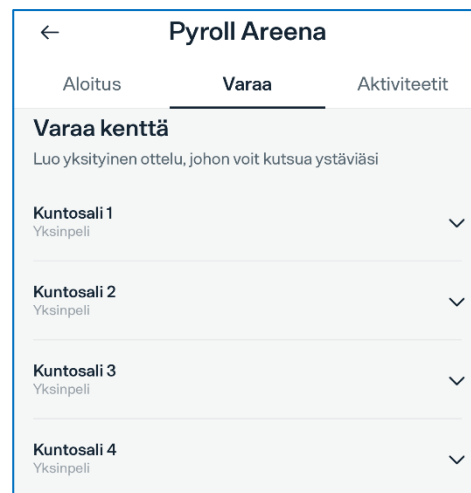 Pyroll Areena
Aloitus Varaa Aktiviteetit
Varaa kenttä
Luo yksityinen ottelu, johon voit kutsua ystäviäsi
Kuntosali 1
Yksinpeli
Kuntosali 2
Yksinpeli
Kuntosali 3
Yksinpeli
Kuntosali 4
Yksinpeli